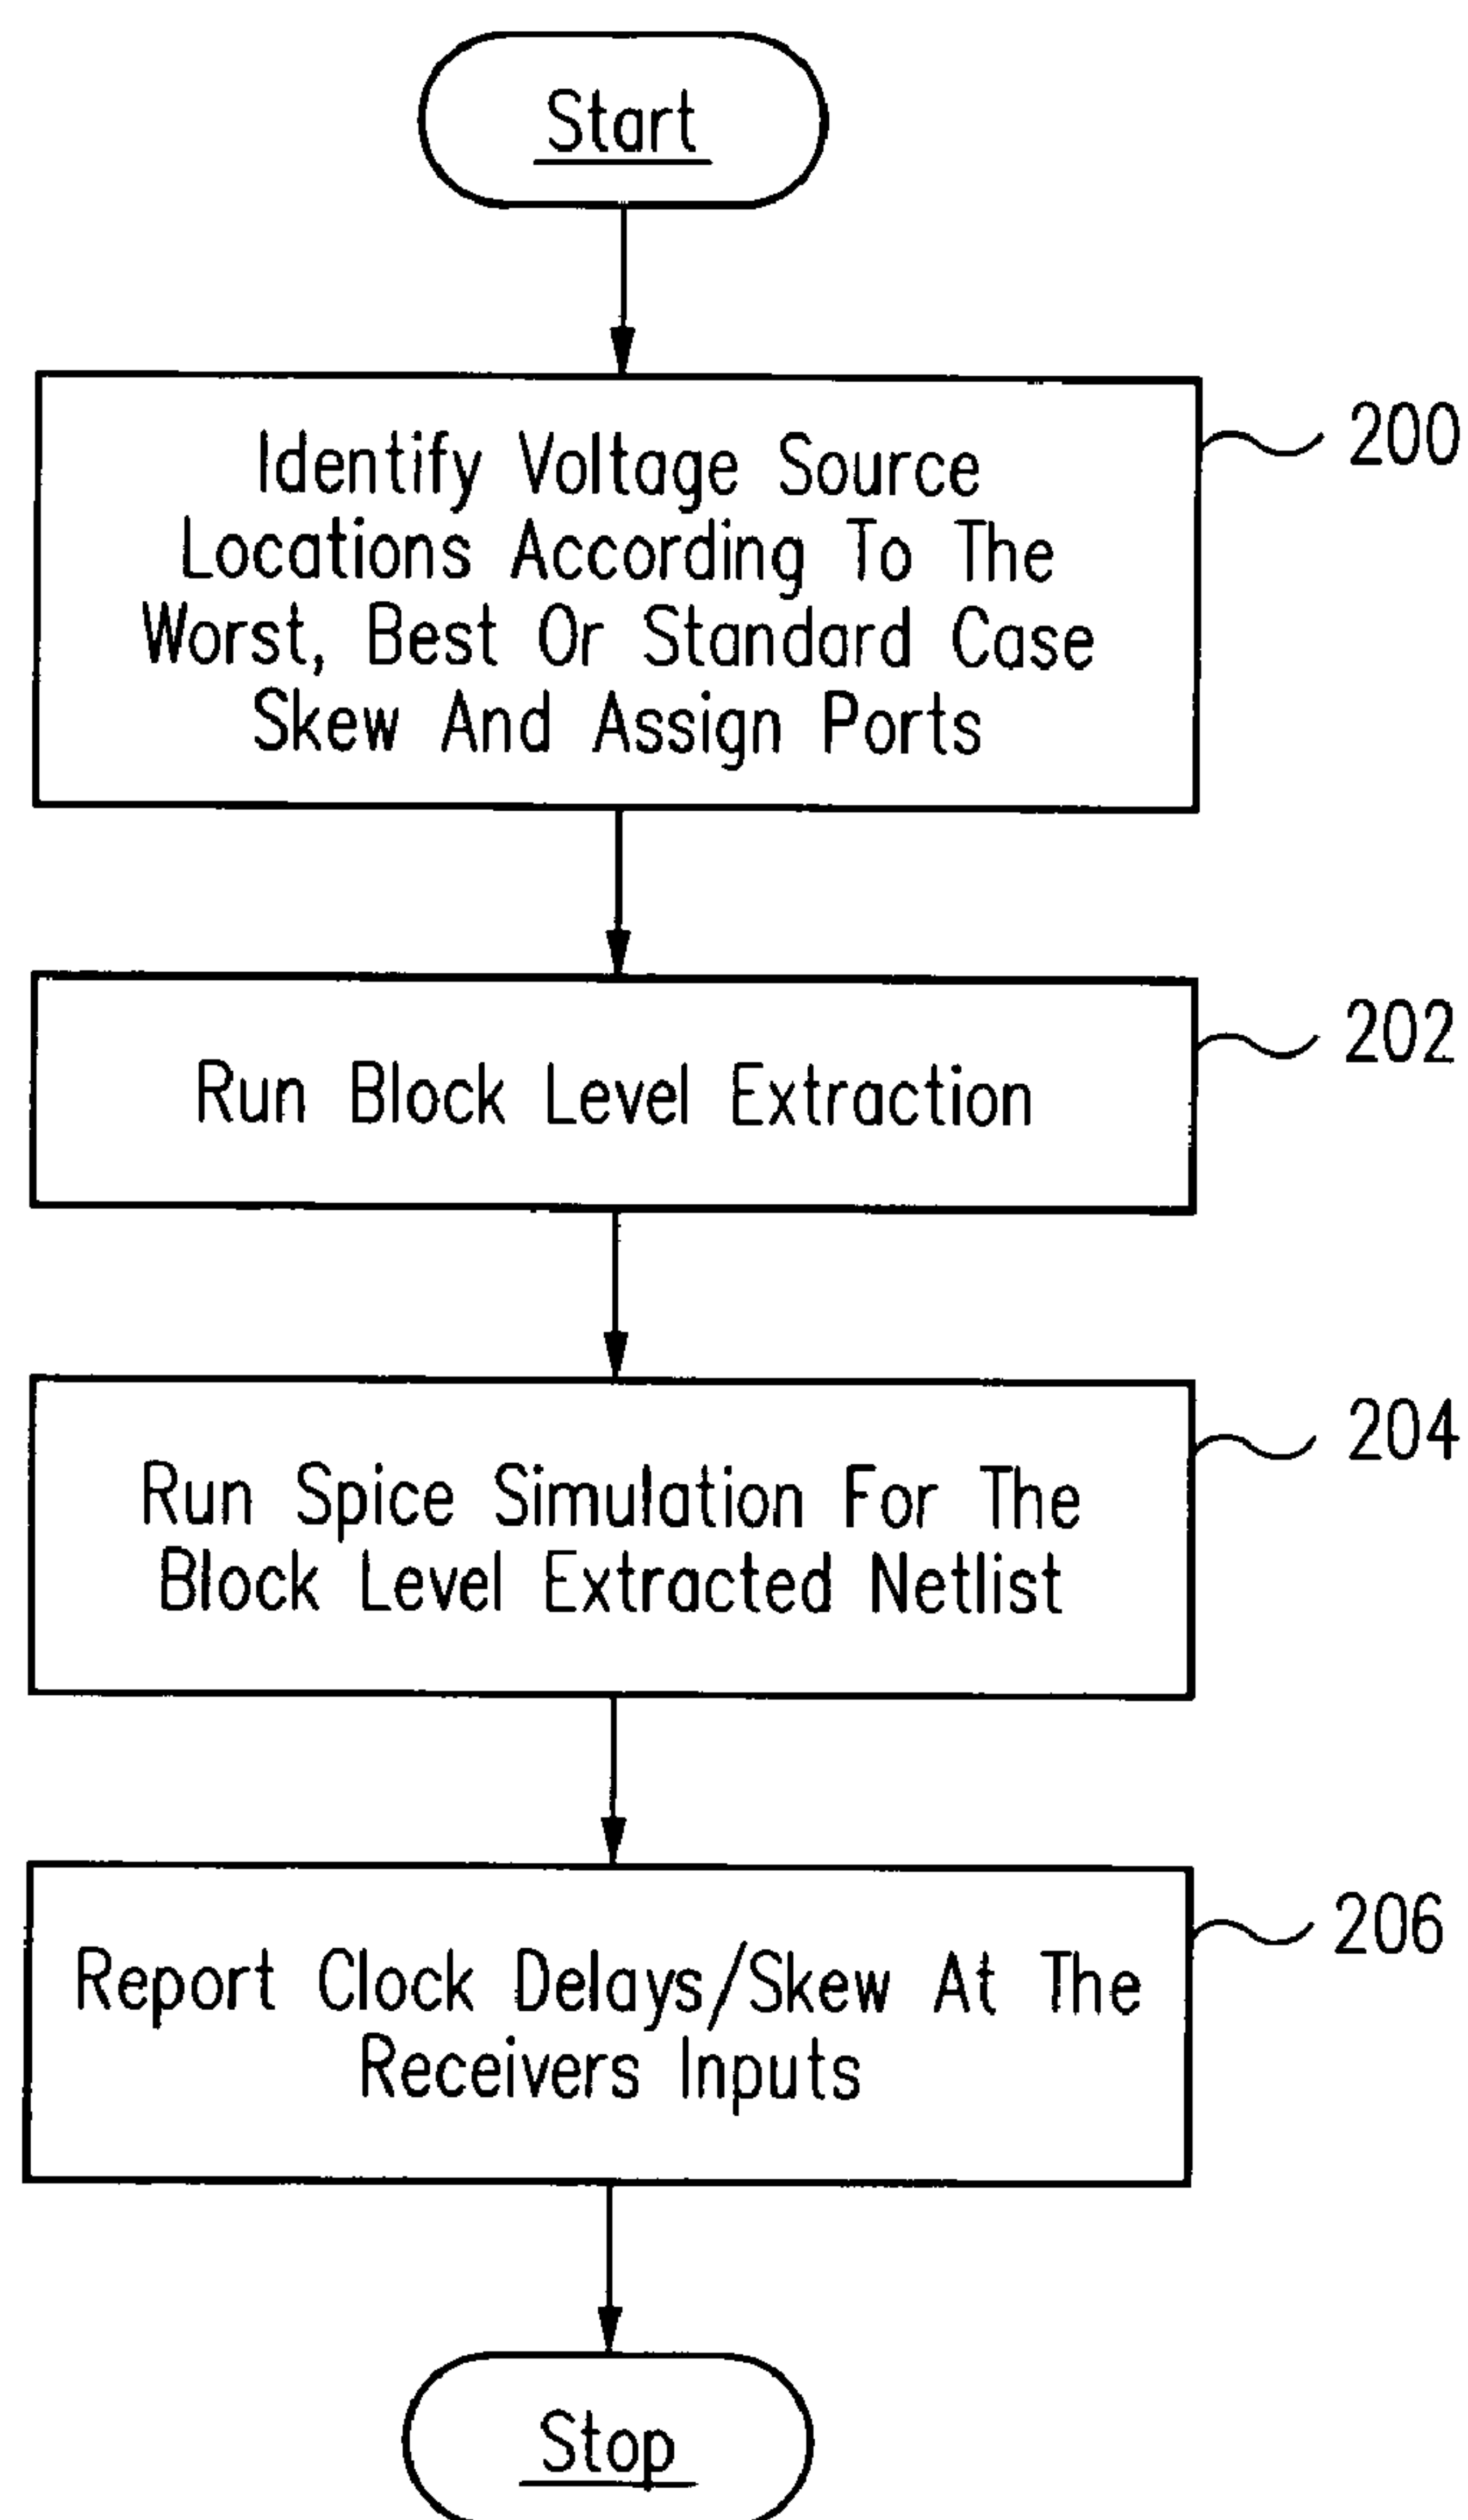 Start
Identify Voltage Source
Locations According To The
Worst, Best Or Standard Case
Skew And Assign Ports
200
Run Block Level Extraction
202
Run Spice Simulation For The
Block Level Extracted Netlist
204
Report Clock Delays/Skew At The
Receivers Inputs
206
Stop